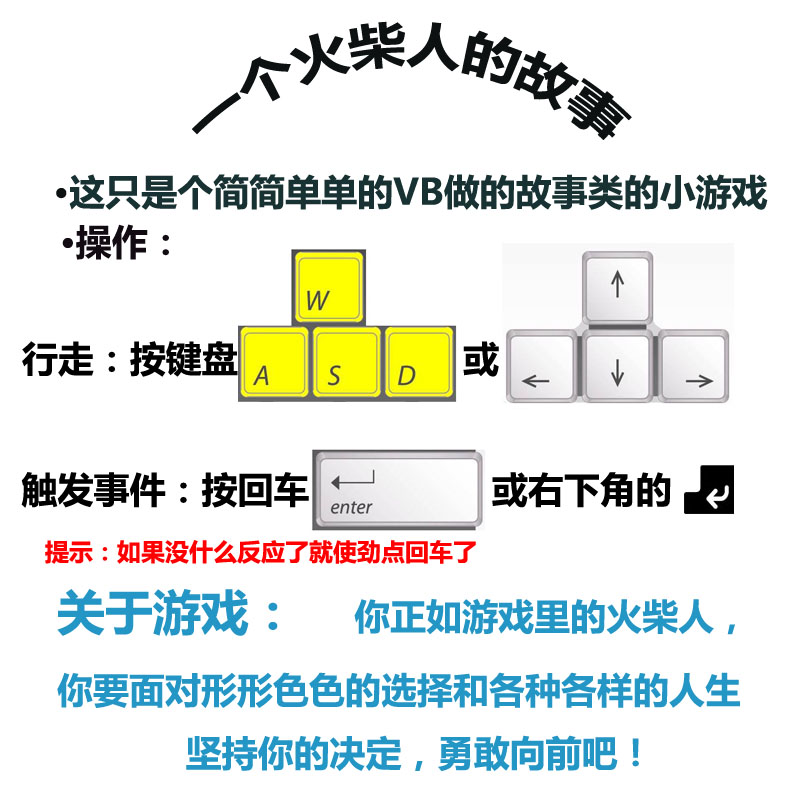 一个火柴人的故事
•这只是个简简单单的VB做的故事类的小游戏
•操作：
W
行走：按键盘 A S D 或
触发事件：按回车 enter 或右下角的
提示：如果没什么反应了就使劲点回车了
关于游戏： 你正如游戏里的火柴人，
你要面对形形色色的选择和各种各样的人生
坚持你的决定，勇敢向前吧！